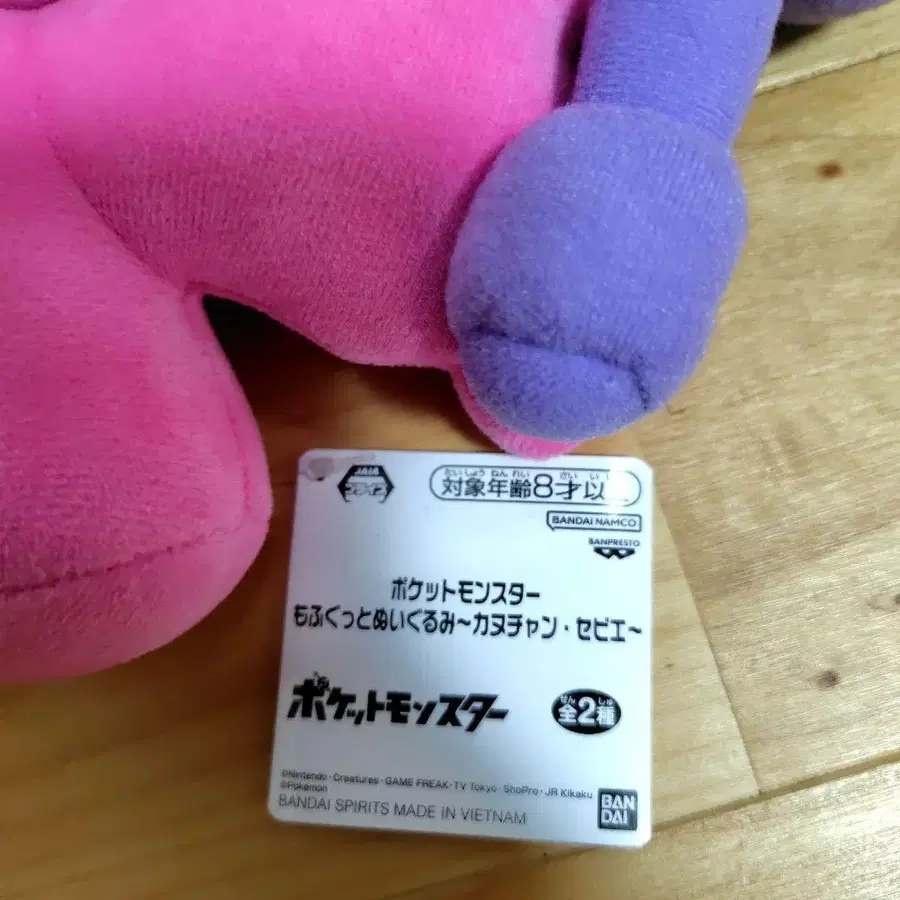 JAIA
対象年齢8才以
BANDAI NAMCO
BANPRESTO
ポケットモンスター
もふぐっとぬいぐるみ～カヌチャン・セビエ～
ポケットモンスター
全2種
©Nintendo・Creatures・GAME FREAK・TV Tokyo・ShoPro・JR Kikaku
©Pokémon
BANDAI SPIRITS MADE IN VIETNAM
BAN
DAI